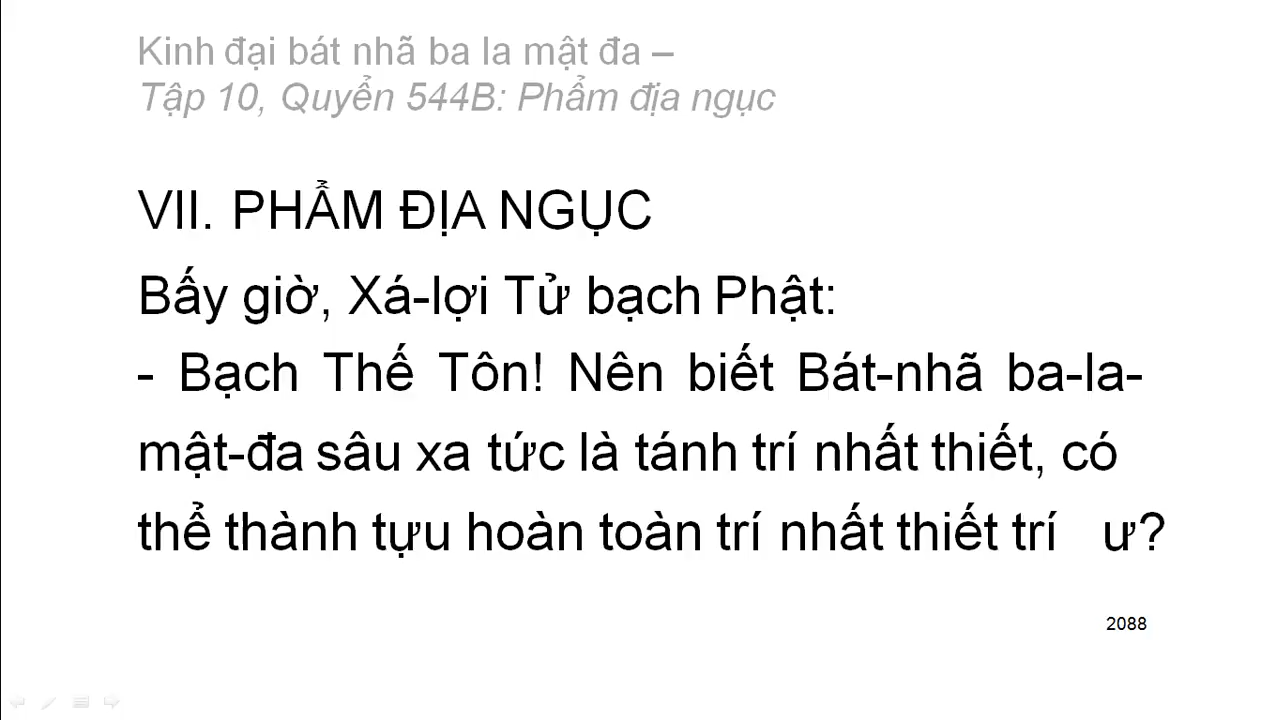 Kinh đại bát nhã ba la mật đa –
Tập 10, Quyển 544B: Phẩm địa ngục
VII. PHẨM ĐỊA NGỤC
Bấy giờ, Xá-lợi Tử bạch Phật:
- Bạch Thế Tôn! Nên biết Bát-nhã ba-la-
mật-đa sâu xa tức là tánh trí nhất thiết, có
thể thành tựu hoàn toàn trí nhất thiết trí ư?
2088